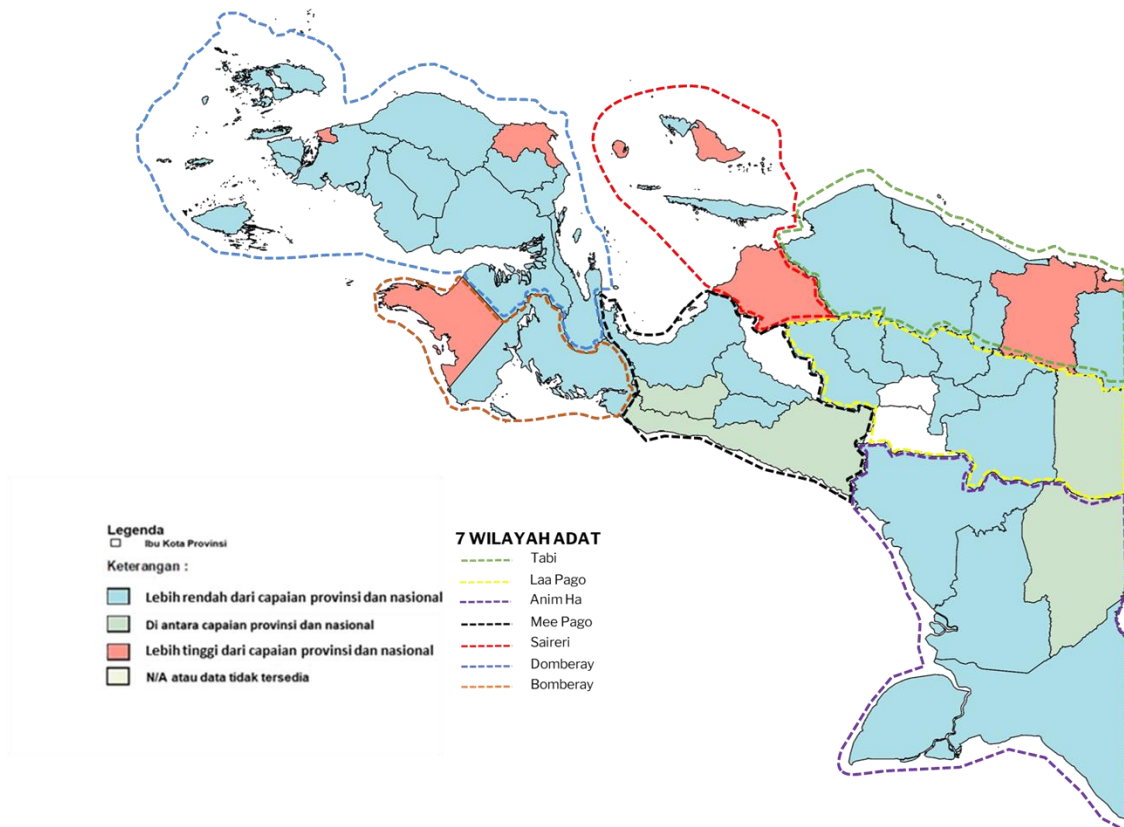 Legenda
Ibu Kota Provinsi
Keterangan :
Lebih rendah dari capaian provinsi dan nasional
Di antara capaian provinsi dan nasional
Lebih tinggi dari capaian provinsi dan nasional
N/A atau data tidak tersedia
7 WILAYAH ADAT
Tabi
Laa Pago
Anim Ha
Mee Pago
Saireri
Domberay
Bomberay